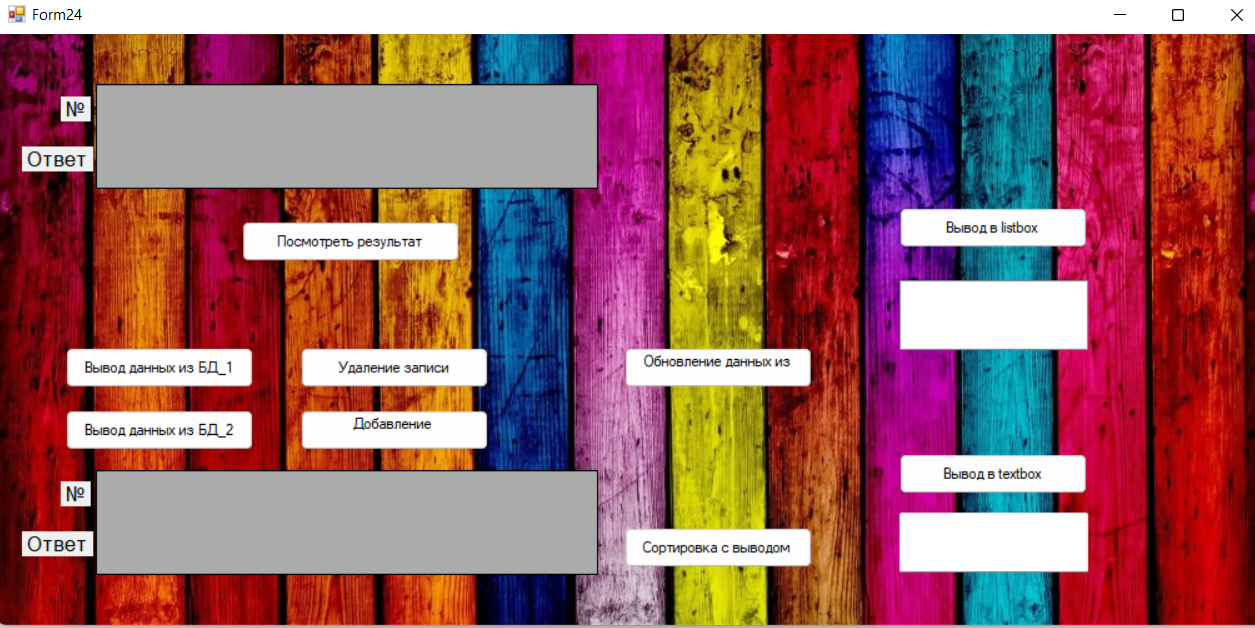 Form24
№
Ответ
Посмотреть результат
Вывод в listbox
Вывод данных из БД_1
Удаление записи
Обновление данных из
Вывод данных из БД_2
Добавление
Вывод в textbox
№
Ответ
Сортировка с выводом